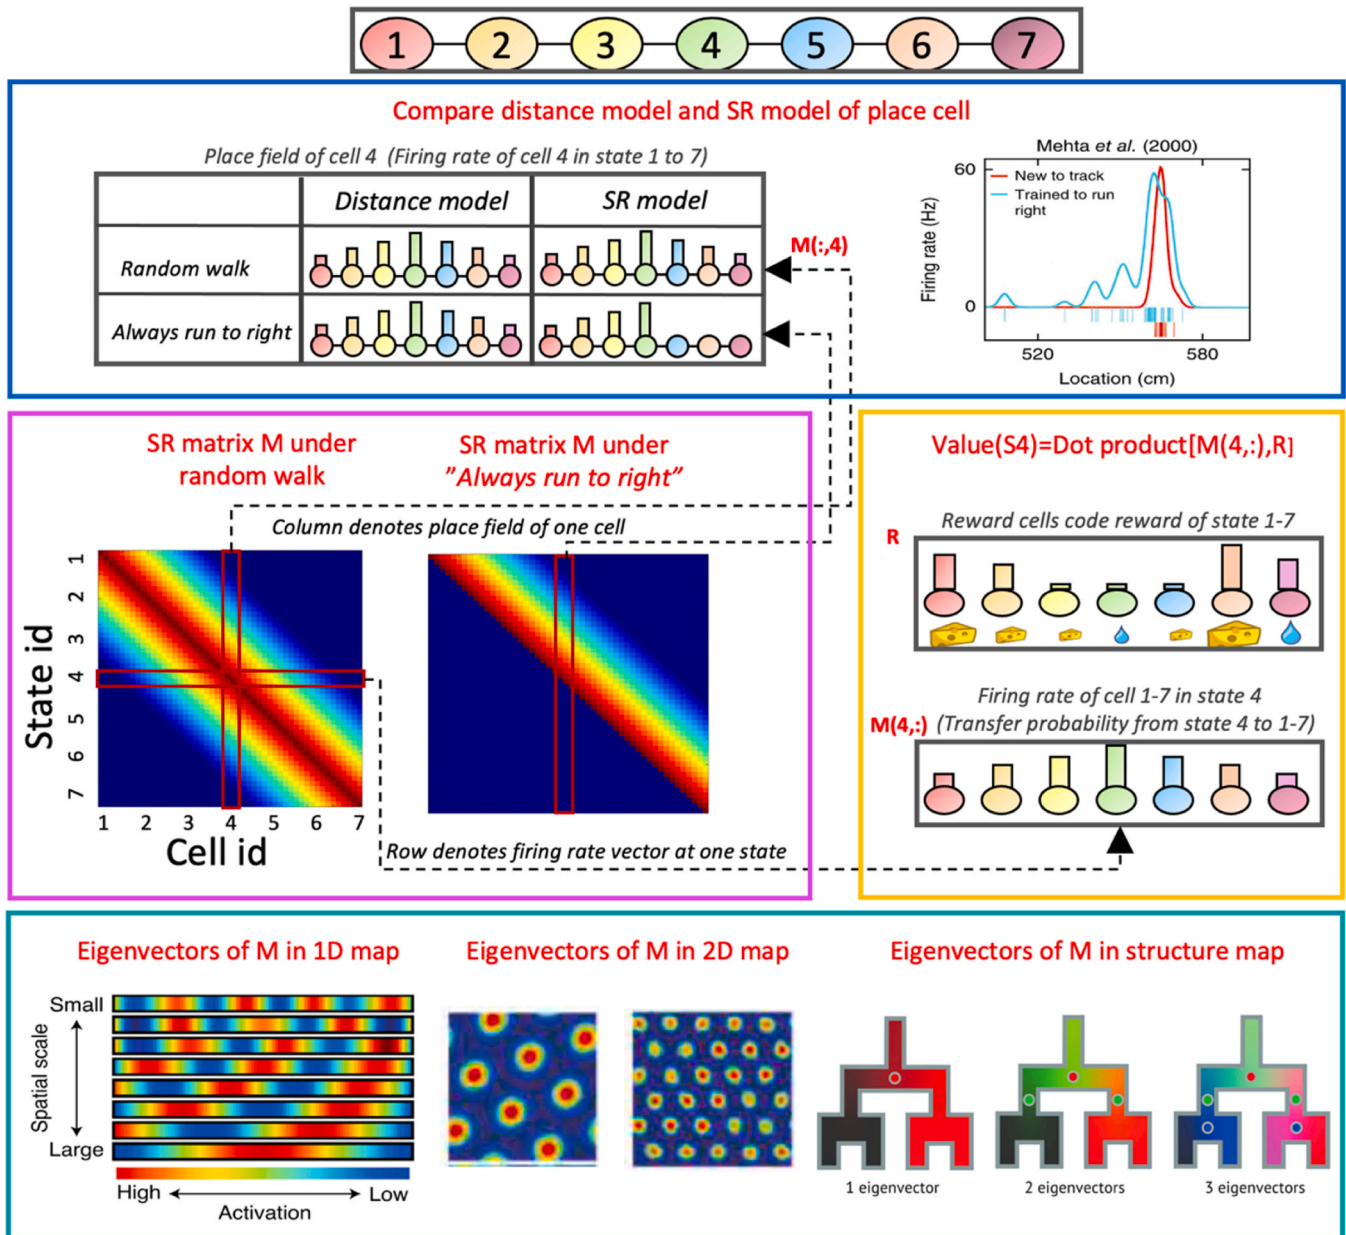 1 2 3 4 5 6 7
Compare distance model and SR model of place cell
Place field of cell 4 (Firing rate of cell 4 in state 1 to 7)
Distance model
SR model
Random walk
Always run to right
M(:,4)
Mehta et al. (2000)
60
New to track
Trained to run
right
Firing rate (Hz)
0
520
580
Location (cm)
SR matrix M under
random walk
SR matrix M under
"Always run to right"
Column denotes place field of one cell
State id
1
2
3
4
5
6
7
1 2 3 4 5 6 7
Cell id
Row denotes firing rate vector at one state
Value(S4)=Dot product[M(4,:),R]
Reward cells code reward of state 1-7
R
Firing rate of cell 1-7 in state 4
M(4,:) (Transfer probability from state 4 to 1-7)
Eigenvectors of M in 1D map
Small
Spatial scale
Large
High
Low
Activation
Eigenvectors of M in 2D map
Eigenvectors of M in structure map
1 eigenvector
2 eigenvectors
3 eigenvectors